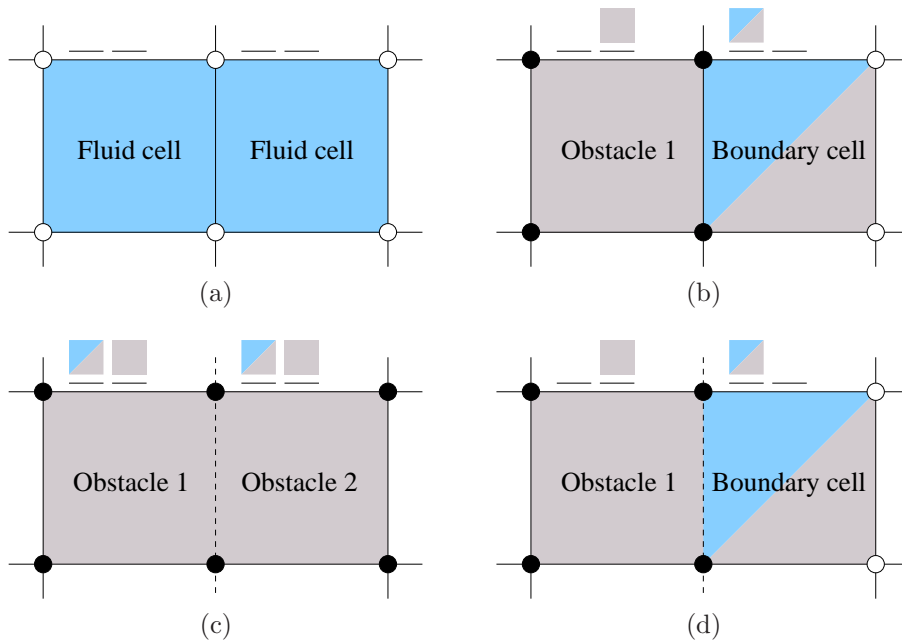 Fluid cell
Fluid cell
(a)
Obstacle 1
Boundary cell
(b)
Obstacle 1
Obstacle 2
(c)
Obstacle 1
Boundary cell
(d)